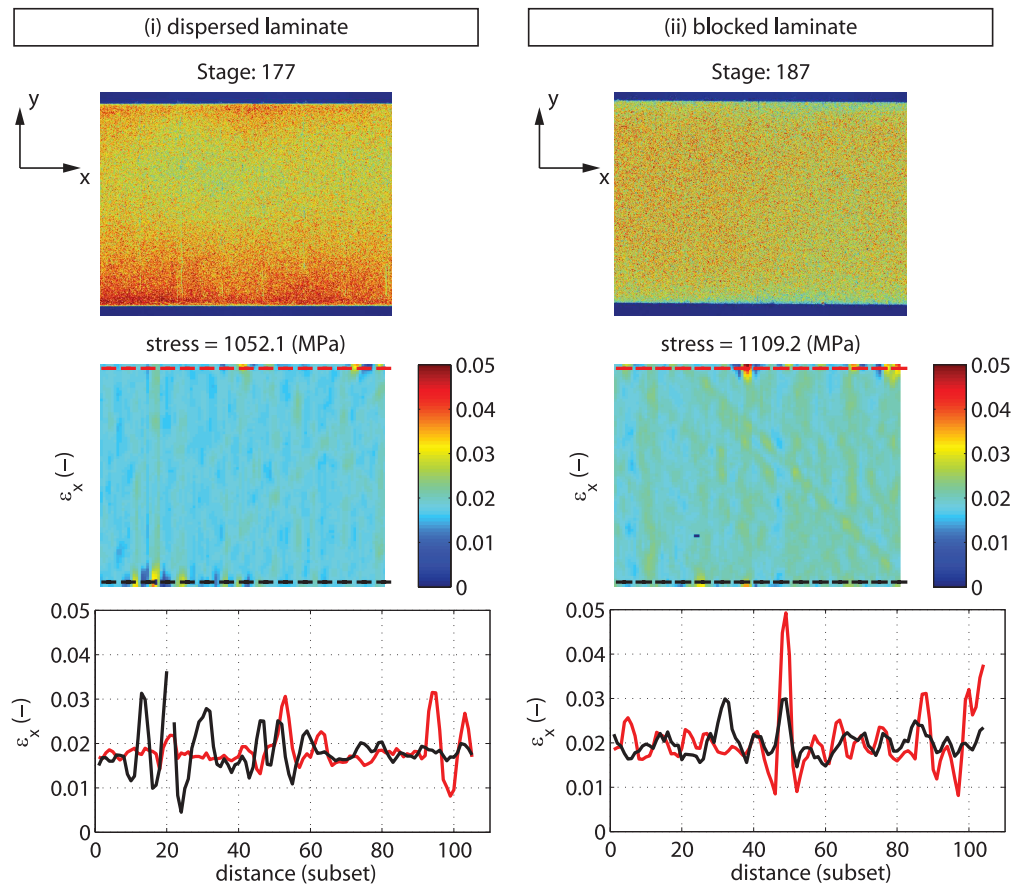 (i) dispersed laminate
(ii) blocked laminate
Stage: 177
Stage: 187
y
x
y
x
stress = 1052.1 (MPa)
stress = 1109.2 (MPa)
εx (−)
0.05
0.04
0.03
0.02
0.01
0
εx (−)
0.05
0.04
0.03
0.02
0.01
0
εx (−)
0.05
0.04
0.03
0.02
0.01
0
0 20 40 60 80 100
distance (subset)
εx (−)
0.05
0.04
0.03
0.02
0.01
0
0 20 40 60 80 100
distance (subset)